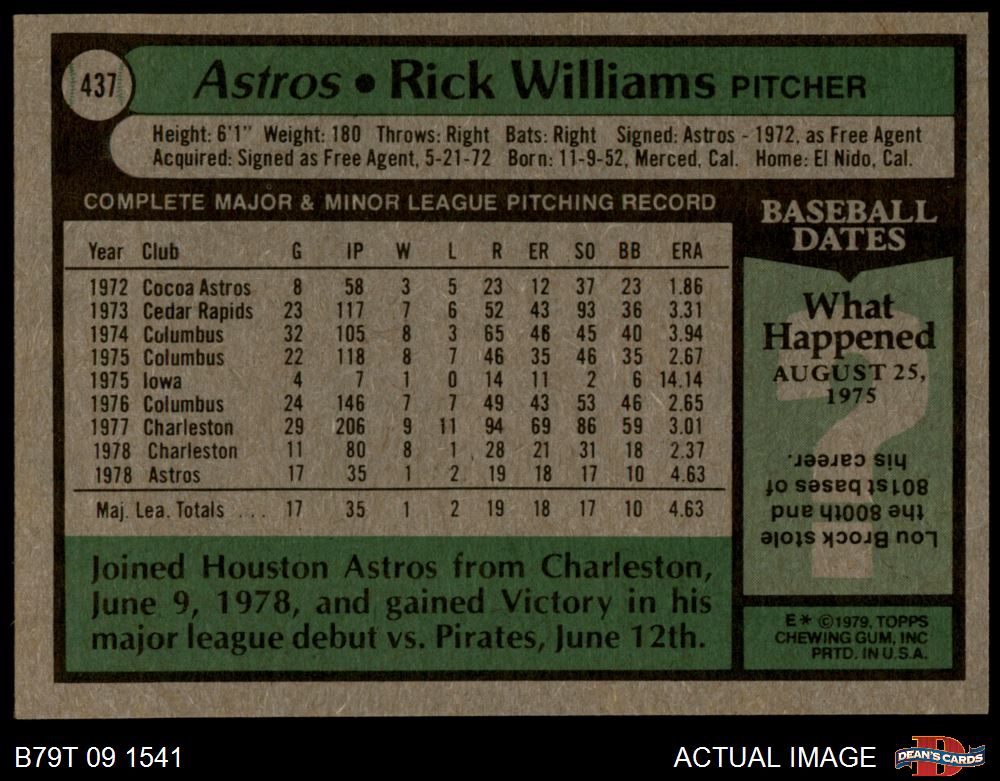 437
Astros • Rick Williams PITCHER
Height: 6'1" Weight: 180 Throws: Right Bats: Right Signed: Astros - 1972, as Free Agent
Acquired: Signed as Free Agent, 5-21-72 Born: 11-9-52, Merced, Cal. Home: El Nido, Cal.
COMPLETE MAJOR & MINOR LEAGUE PITCHING RECORD
Year Club G IP W L R ER SO BB ERA
1972 Cocoa Astros 8 58 3 5 23 12 37 23 1.86
1973 Cedar Rapids 23 117 7 6 52 43 93 36 3.31
1974 Columbus 32 105 8 3 65 46 45 40 3.94
1975 Columbus 22 118 8 7 46 35 46 35 2.67
1975 Iowa 4 7 1 0 14 11 2 6 14.14
1976 Columbus 24 146 7 7 49 43 53 46 2.65
1977 Charleston 29 206 9 11 94 69 86 59 3.01
1978 Charleston 11 80 8 1 28 21 31 18 2.37
1978 Astros 17 35 1 2 19 18 17 10 4.63
Maj. Lea. Totals ... 17 35 1 2 19 18 17 10 4.63
Joined Houston Astros from Charleston,
June 9, 1978, and gained Victory in his
major league debut vs. Pirates, June 12th.
BASEBALL
DATES
What
Happened
AUGUST 25,
1975
?
Lou Brock stole
the 800th and
801st bases of
his career.
E* ©1979, TOPPS
CHEWING GUM, INC
PRTD. IN U.S.A.
B79T 09 1541
ACTUAL IMAGE
D
DEAN'S CARDS